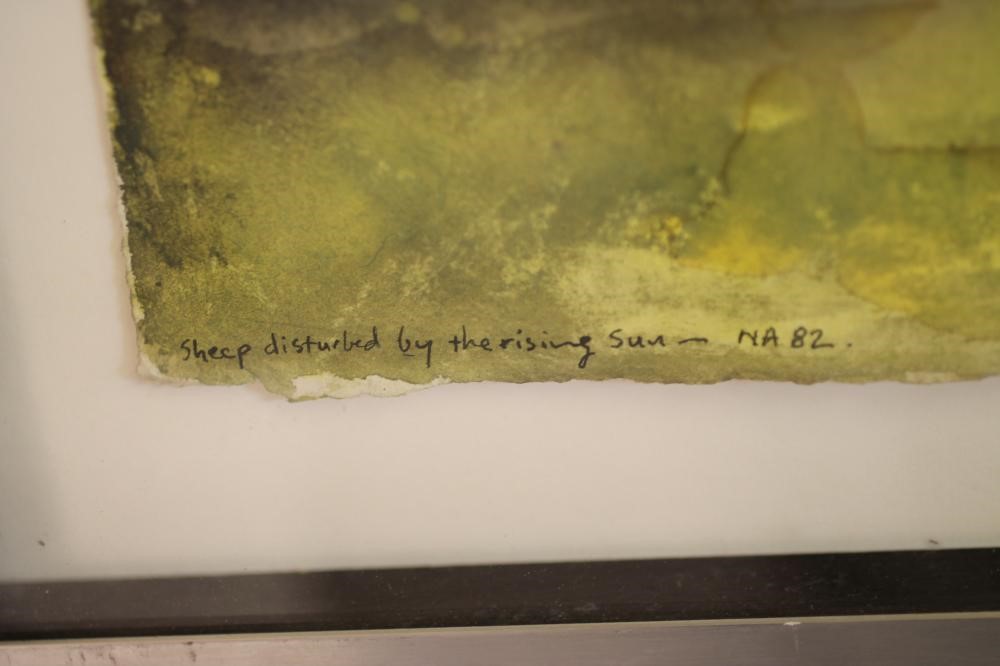 Sheep disturbed by the rising Sun — NA 82.